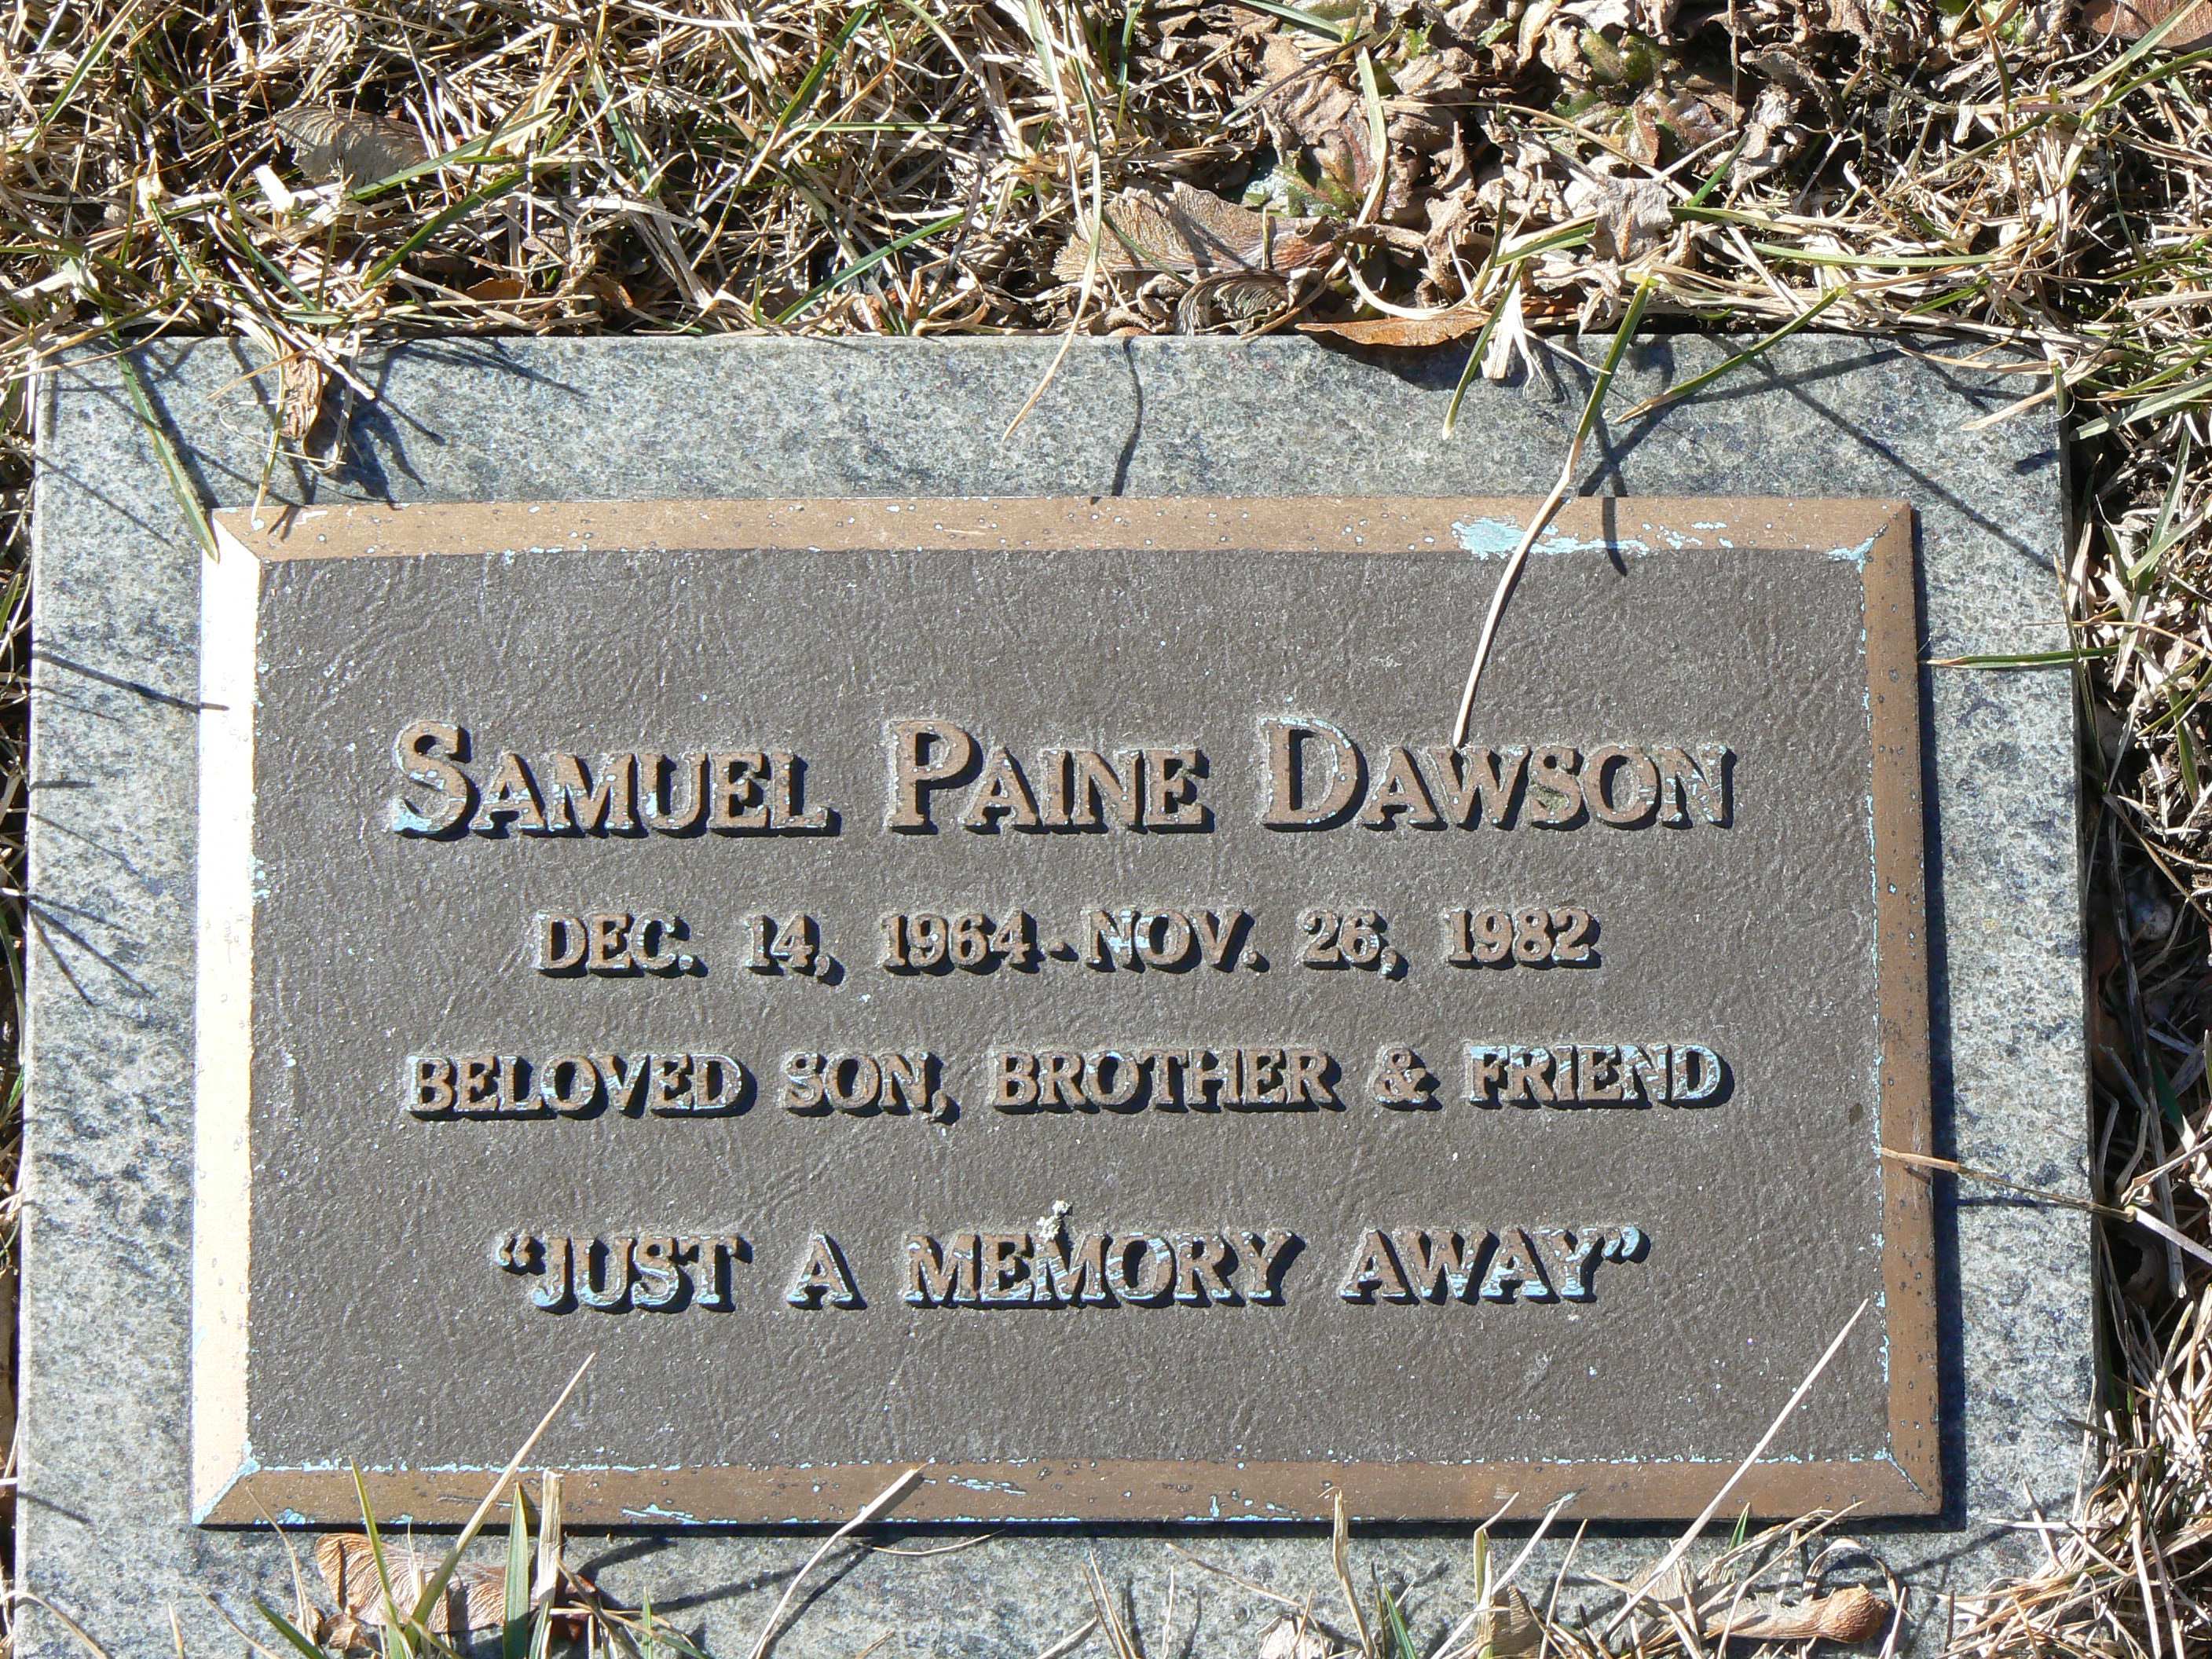 SAMUEL PAINE DAWSON
DEC. 14, 1964-NOV. 26, 1982
BELOVED SON, BROTHER & FRIEND
“JUST A MEMORY AWAY”